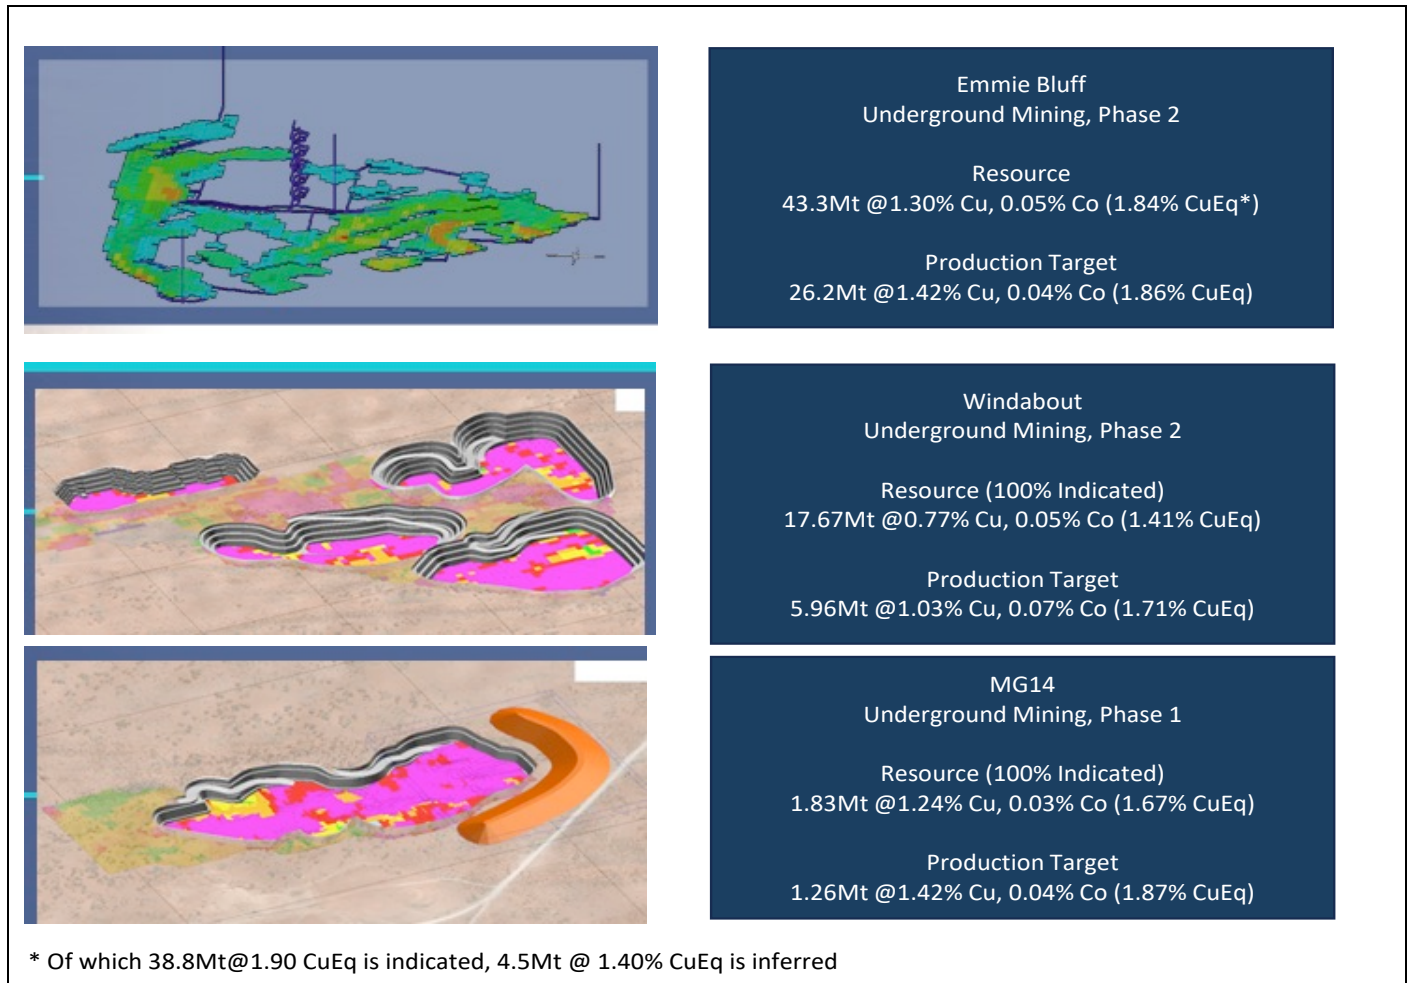 Emmie Bluff
Underground Mining, Phase 2
Resource
43.3Mt @1.30% Cu, 0.05% Co (1.84% CuEq*)
Production Target
26.2Mt @1.42% Cu, 0.04% Co (1.86% CuEq)
Windabout
Underground Mining, Phase 2
Resource (100% Indicated)
17.67Mt @0.77% Cu, 0.05% Co (1.41% CuEq)
Production Target
5.96Mt @1.03% Cu, 0.07% Co (1.71% CuEq)
MG14
Underground Mining, Phase 1
Resource (100% Indicated)
1.83Mt @1.24% Cu, 0.03% Co (1.67% CuEq)
Production Target
1.26Mt @1.42% Cu, 0.04% Co (1.87% CuEq)
* Of which 38.8Mt@1.90 CuEq is indicated, 4.5Mt @ 1.40% CuEq is inferred